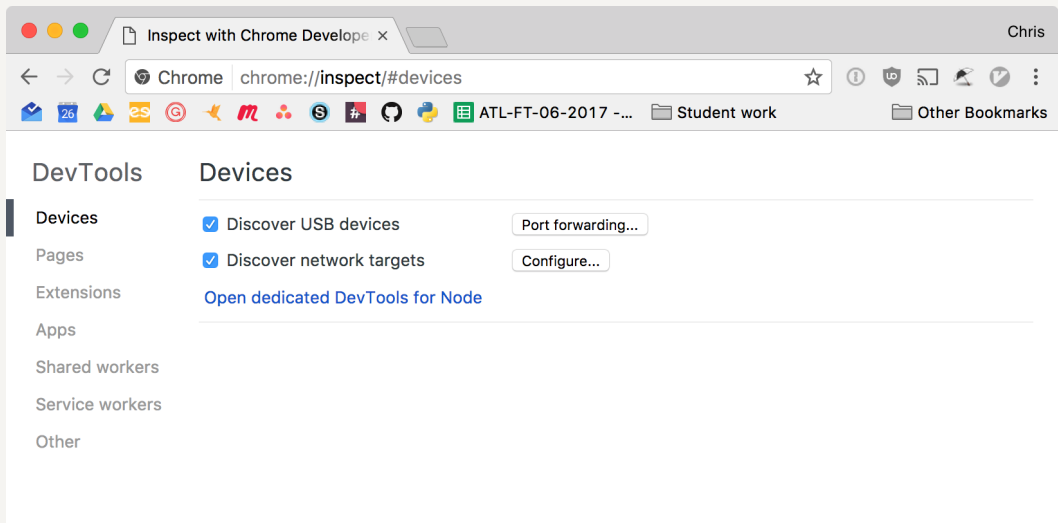 Inspect with Chrome Develope
Chris
Chrome chrome://inspect/#devices
26 ATL-FT-06-2017 -... Student work Other Bookmarks
DevTools
Devices
Pages
Extensions
Apps
Shared workers
Service workers
Other
Devices
Discover USB devices Port forwarding...
Discover network targets Configure...
Open dedicated DevTools for Node